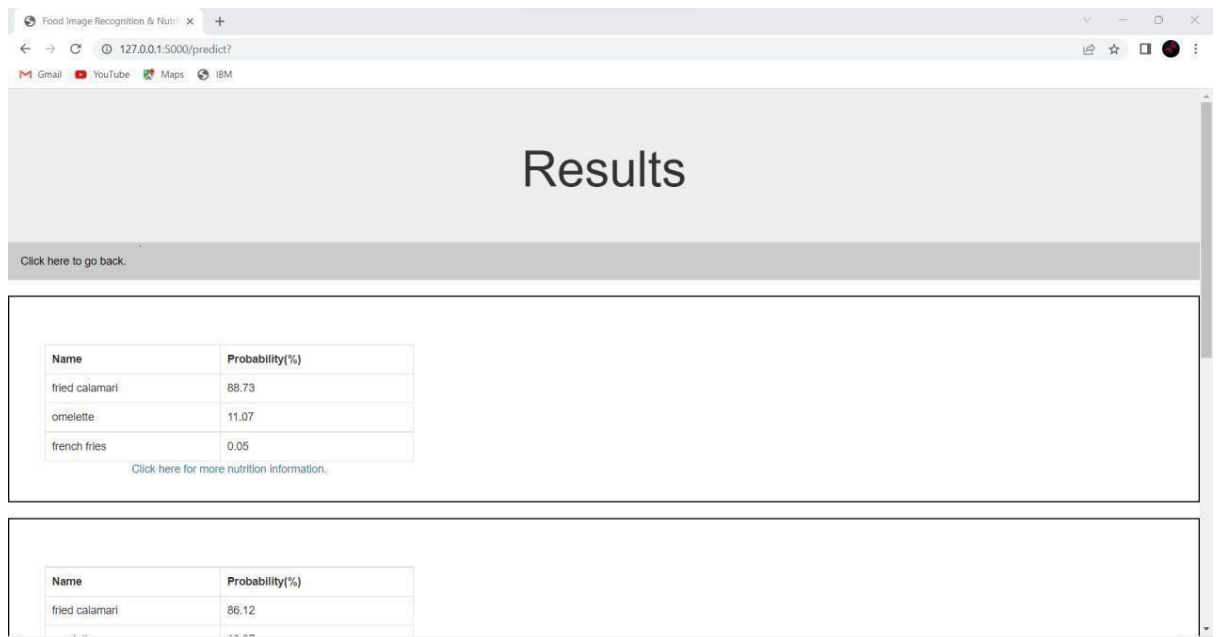 Food Image Recognition & Nutri
127.0.0.1:5000/predict?
Gmail YouTube Maps IBM
Results
Click here to go back.
Name Probability(%)
fried calamari 88.73
omelette 11.07
french fries 0.05
Click here for more nutrition information.
Name Probability(%)
fried calamari 86.12